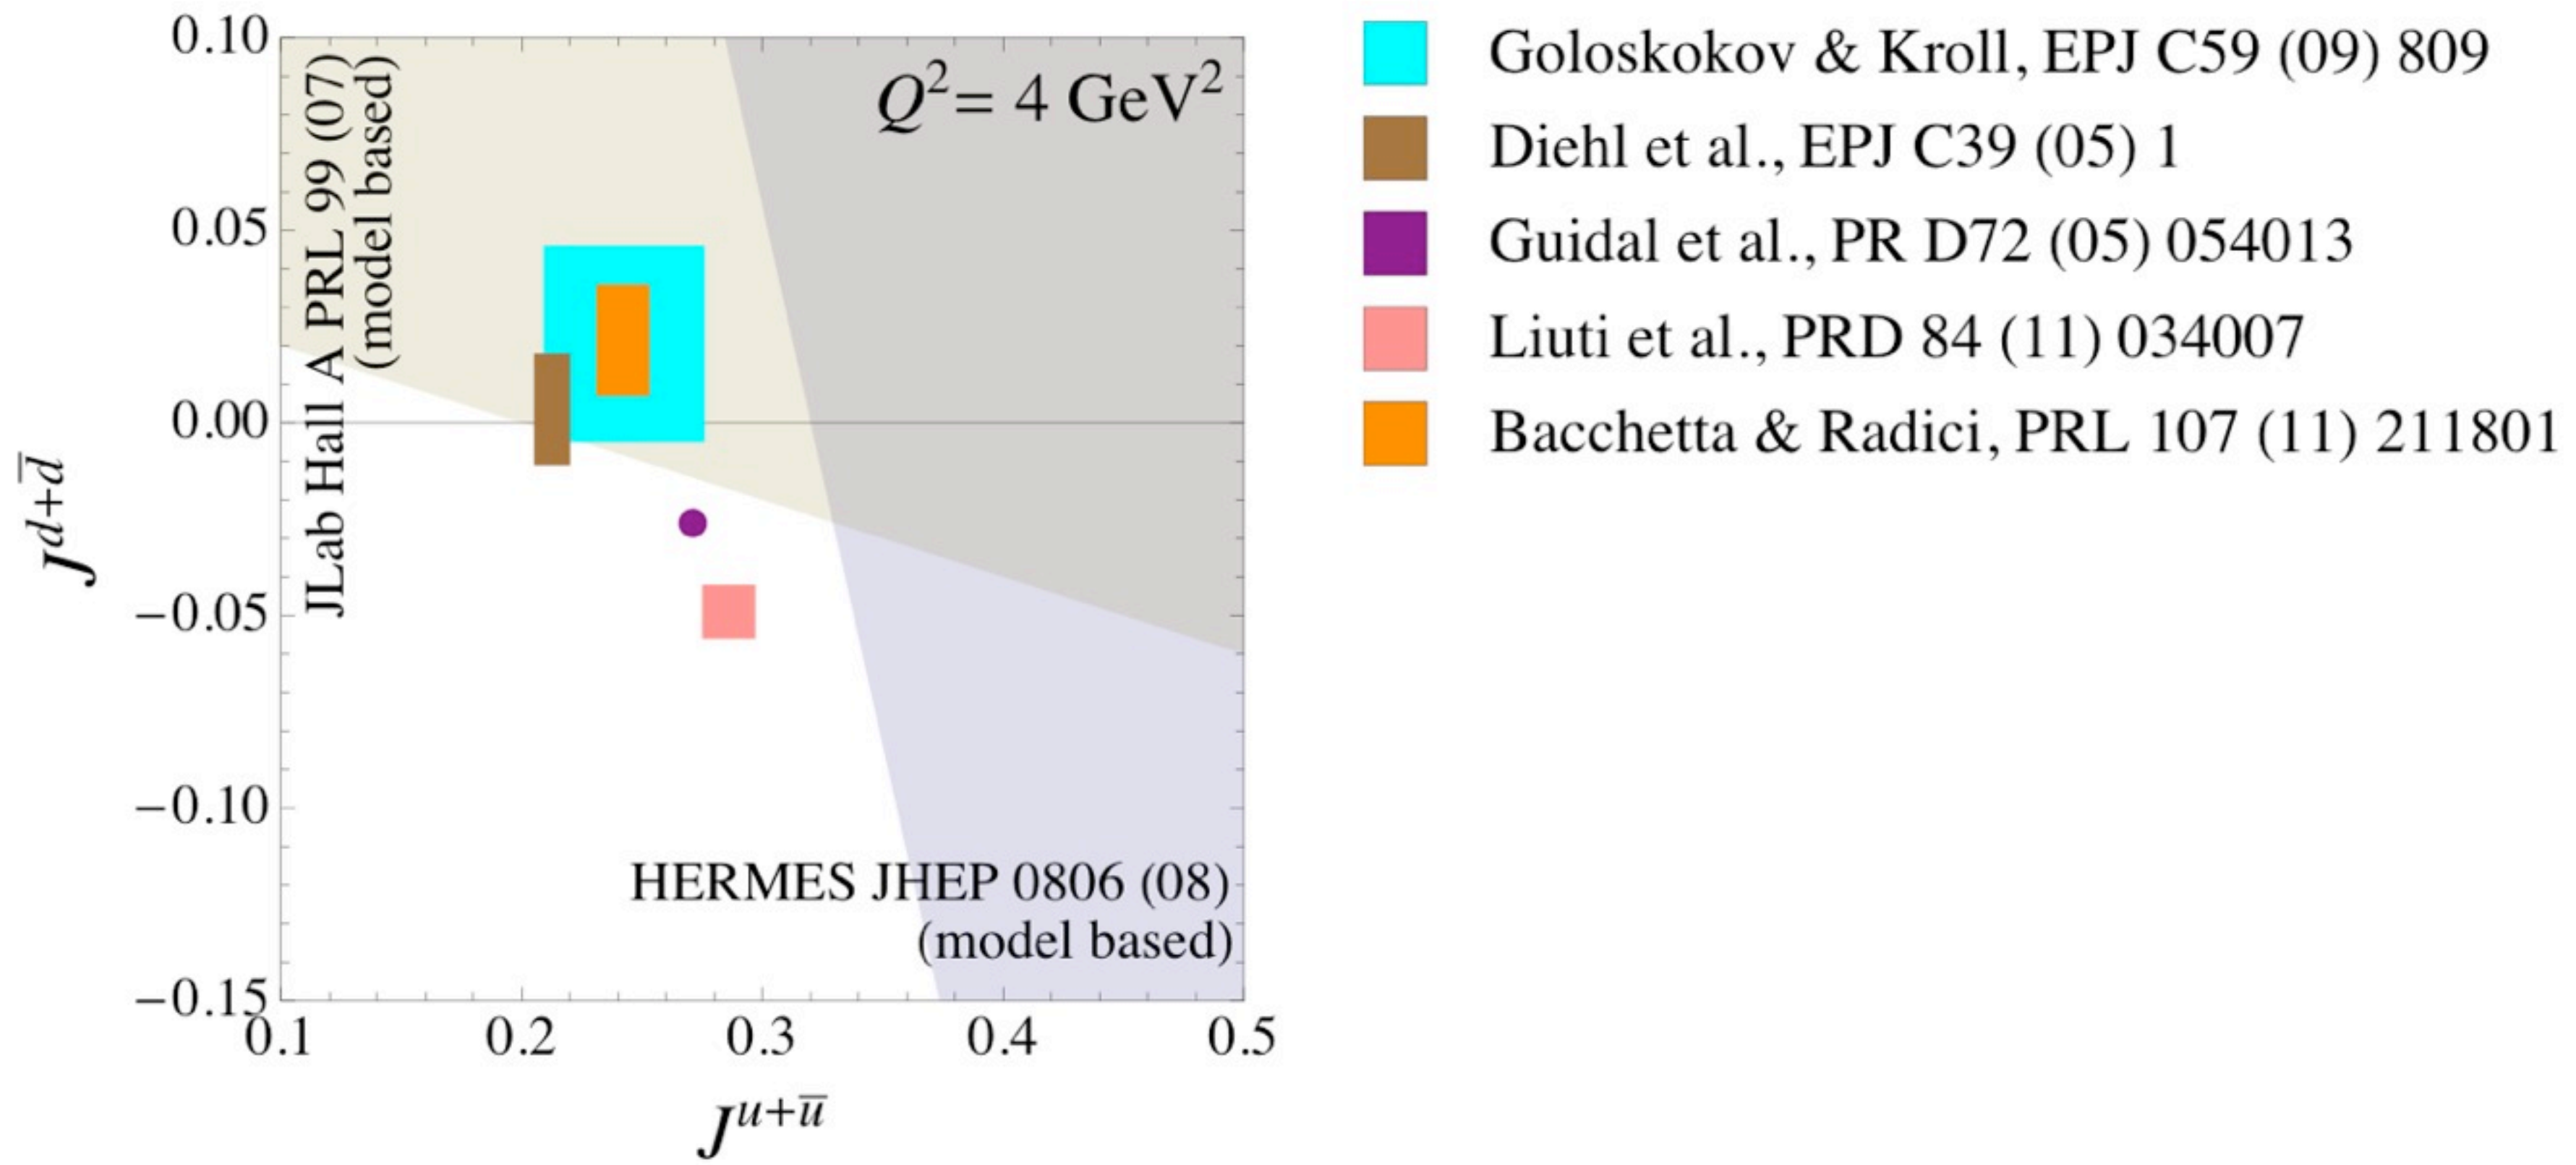 0.10
0.05
0.00
−0.05
−0.10
−0.15
0.1 0.2 0.3 0.4 0.5
J^{d+d̅}
J^{u+u̅}
JLab Hall A PRL 99 (07)
(model based)
Q² = 4 GeV²
HERMES JHEP 0806 (08)
(model based)
Goloskokov & Kroll, EPJ C59 (09) 809
Diehl et al., EPJ C39 (05) 1
Guidal et al., PR D72 (05) 054013
Liuti et al., PRD 84 (11) 034007
Bacchetta & Radici, PRL 107 (11) 211801